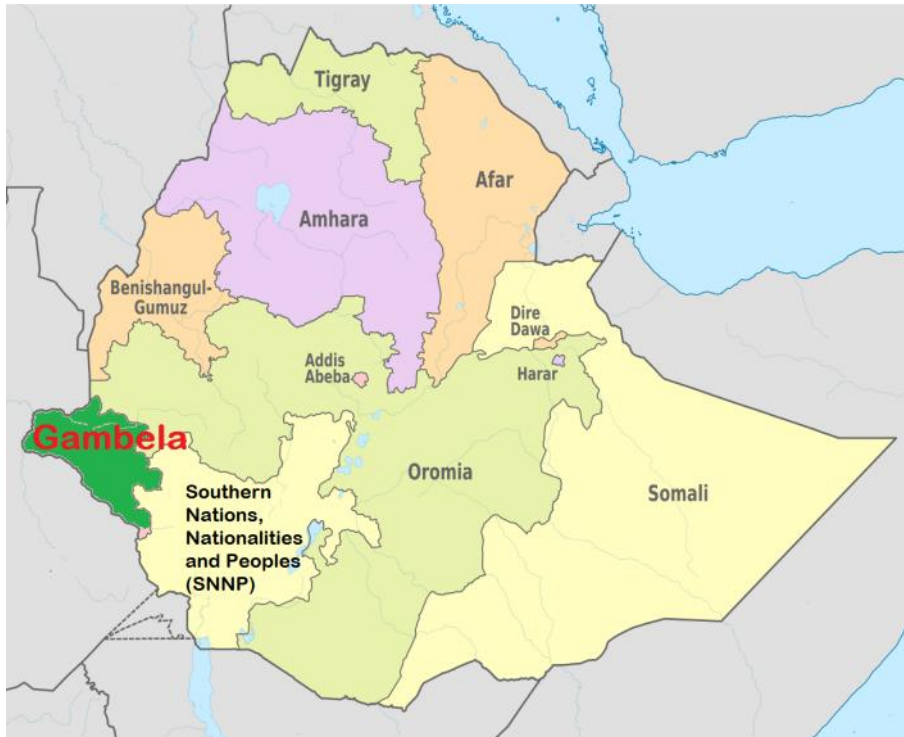 Tigray
Afar
Amhara
Benishangul-
Gumuz
Dire
Dawa
Addis
Abeba
Harar
Gambela
Oromia
Somali
Southern
Nations,
Nationalities
and Peoples
(SNNP)